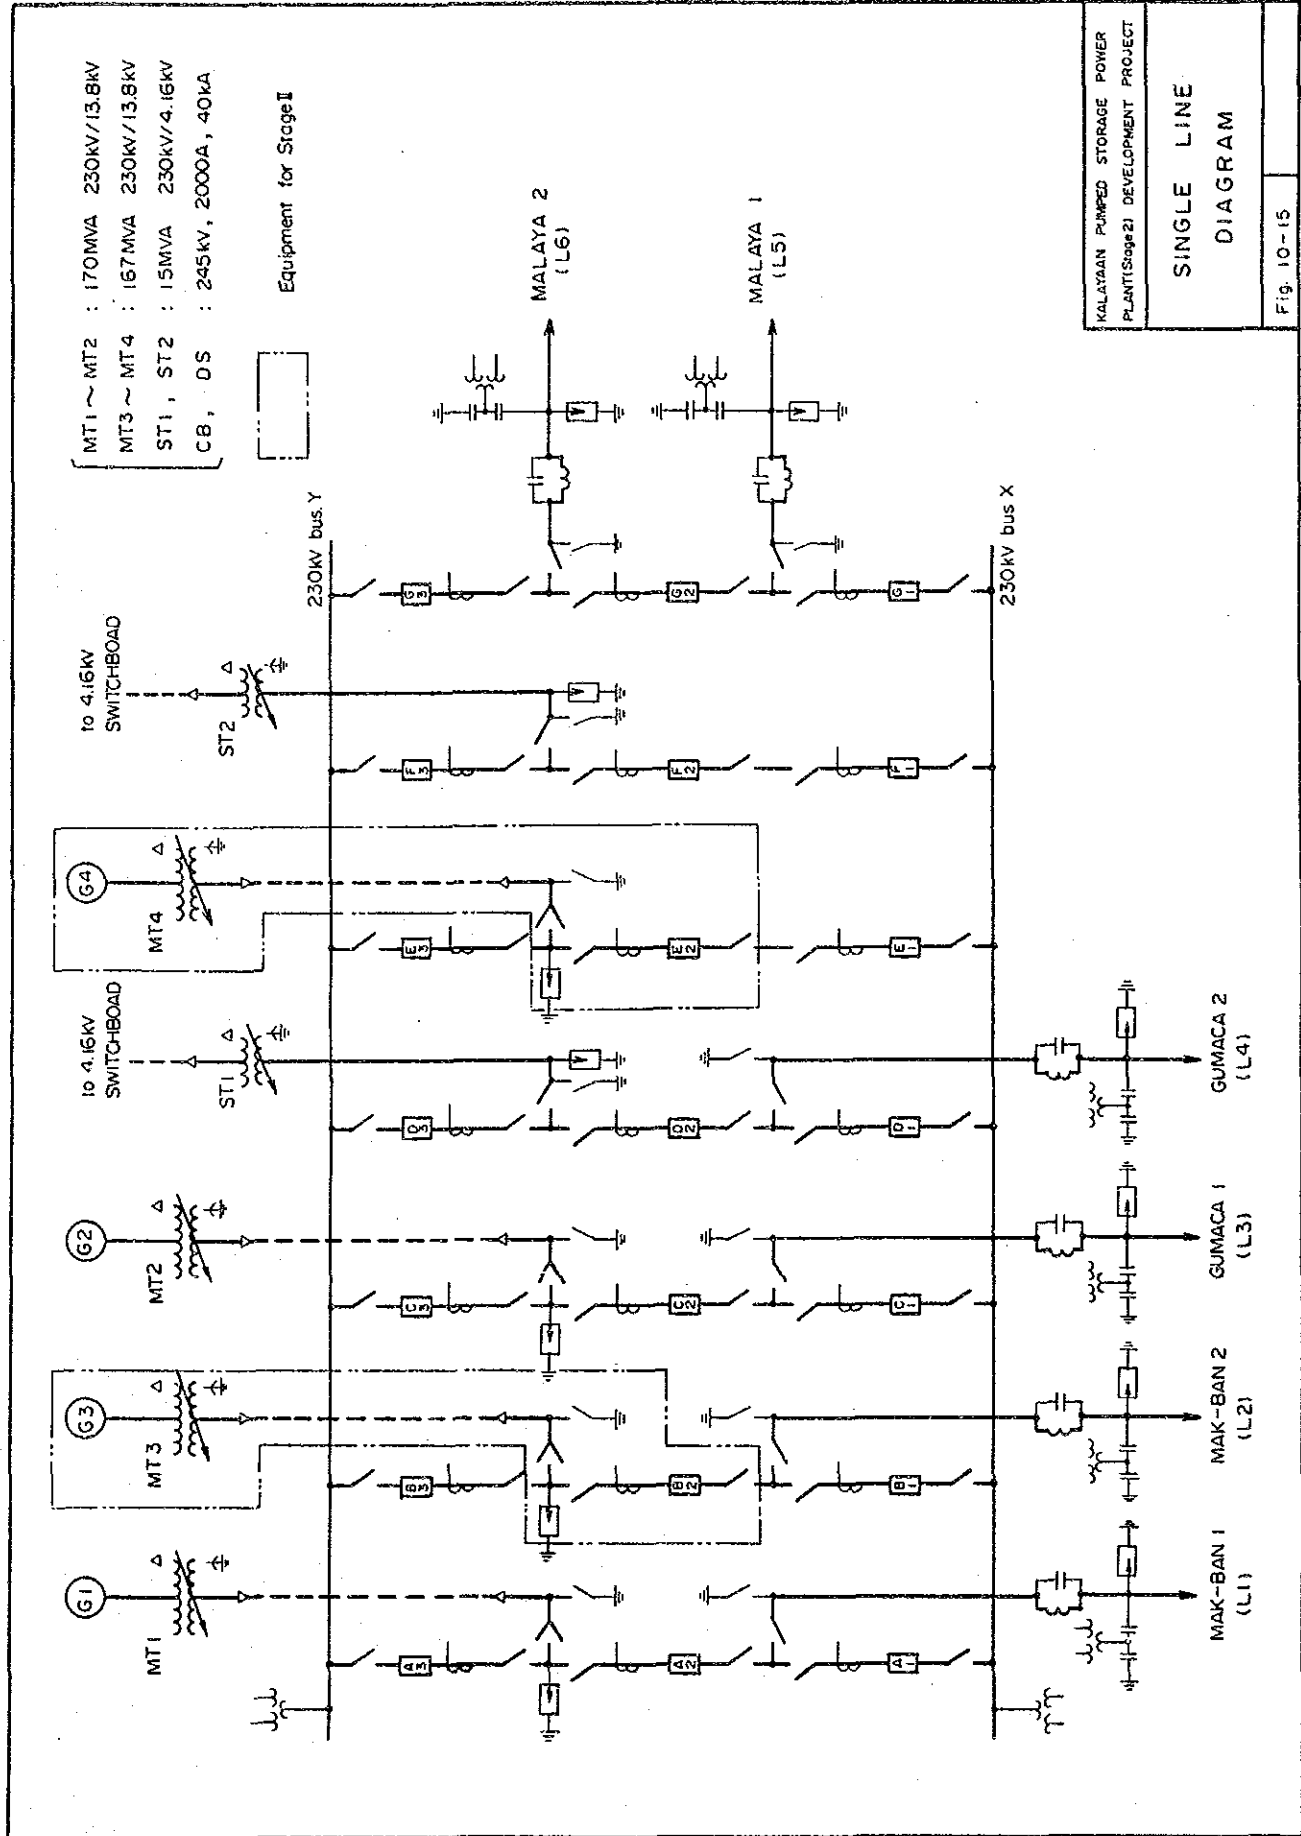 MT1~MT2 : 170MVA 230kV/13.8kV
MT3~MT4 : 167MVA 230kV/13.8kV
ST1, ST2 : 15MVA 230kV/4.16kV
CB, DS : 245kV, 2000A, 40kA
Equipment for Stage II
G1
G3
G2
G4
MT1
MT3
MT2
MT4
to 4.16kV
SWITCHBOAD
ST1
to 4.16kV
SWITCHBOAD
ST2
230kV bus.Y
A3
B3
C3
D3
E3
F3
G3
A2
B2
C2
D2
E2
F2
G2
A1
B1
C1
D1
E1
F1
G1
230kV bus X
MALAYA 2
(L6)
MALAYA 1
(L5)
MAK-BAN 1
(L1)
MAK-BAN 2
(L2)
GUMACA 1
(L3)
GUMACA 2
(L4)
KALAYAAN PUMPED STORAGE POWER
PLANT(Stage2) DEVELOPMENT PROJECT
SINGLE LINE
DIAGRAM
Fig. 10-15